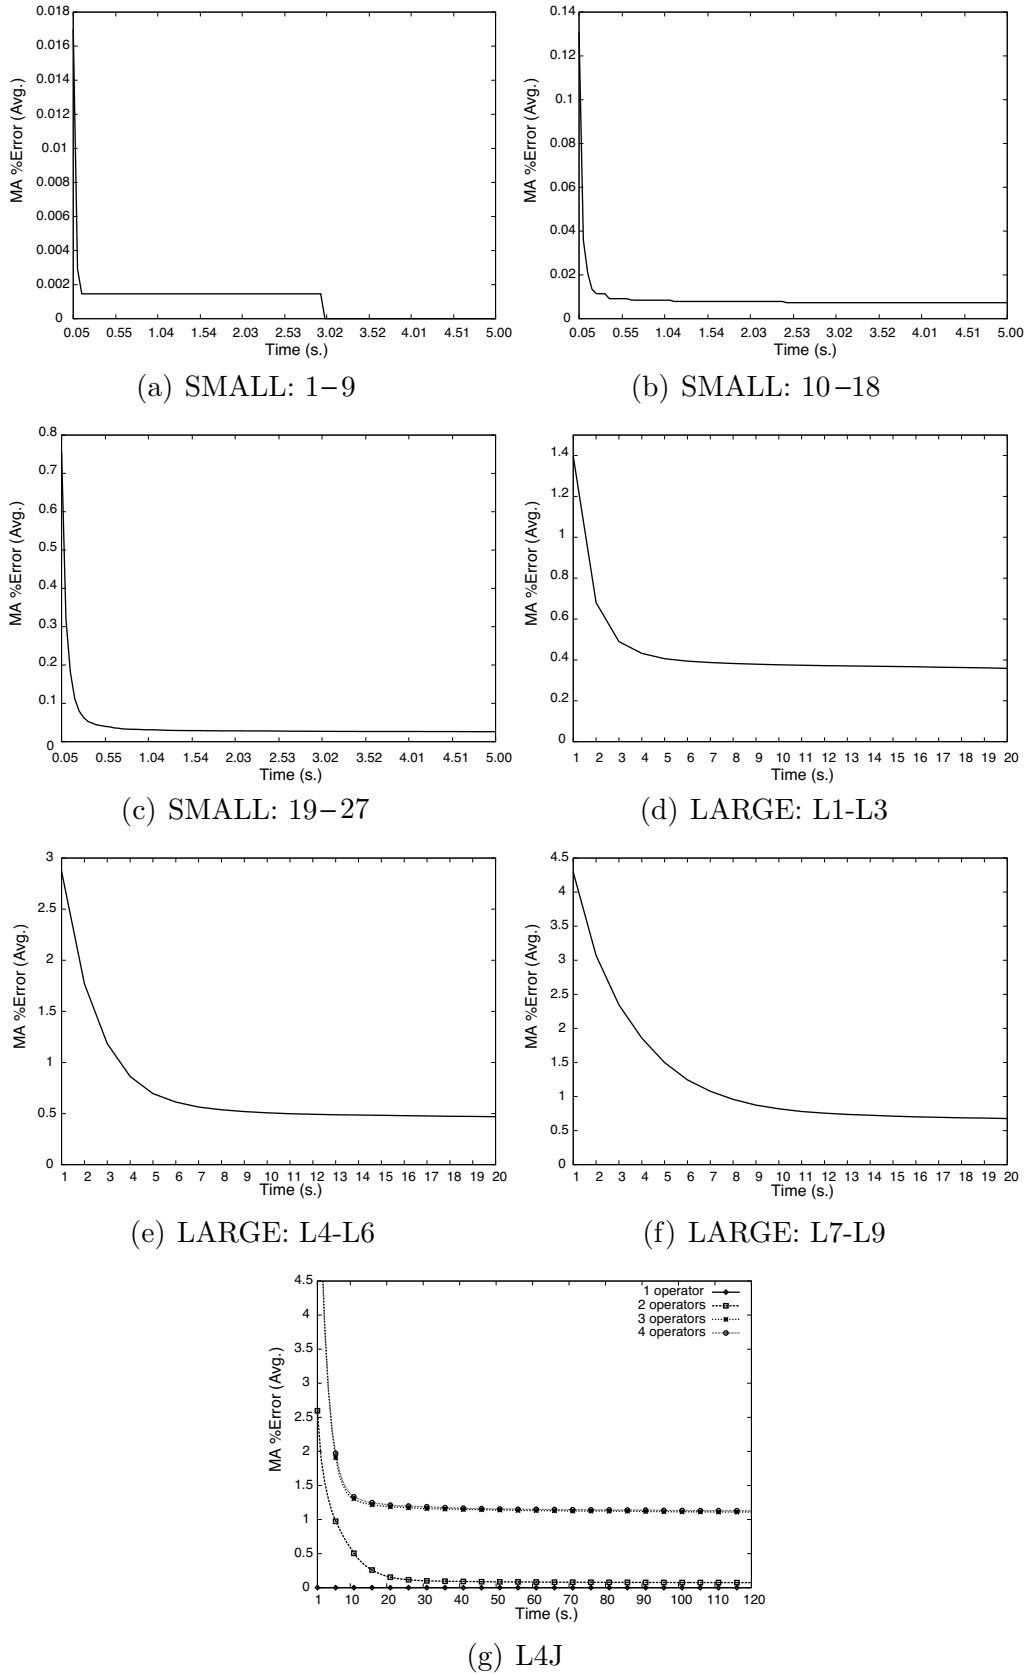 MA %Error (Avg.)
0.018
0.016
0.014
0.012
0.01
0.008
0.006
0.004
0.002
0
0.05 0.55 1.04 1.54 2.03 2.53 3.02 3.52 4.01 4.51 5.00
Time (s.)
(a) SMALL: 1–9
MA %Error (Avg.)
0.14
0.12
0.1
0.08
0.06
0.04
0.02
0
0.05 0.55 1.04 1.54 2.03 2.53 3.02 3.52 4.01 4.51 5.00
Time (s.)
(b) SMALL: 10–18
MA %Error (Avg.)
0.8
0.7
0.6
0.5
0.4
0.3
0.2
0.1
0
0.05 0.55 1.04 1.54 2.03 2.53 3.02 3.52 4.01 4.51 5.00
Time (s.)
(c) SMALL: 19–27
MA %Error (Avg.)
1.4
1.2
1
0.8
0.6
0.4
0.2
0
1 2 3 4 5 6 7 8 9 10 11 12 13 14 15 16 17 18 19 20
Time (s.)
(d) LARGE: L1-L3
MA %Error (Avg.)
3
2.5
2
1.5
1
0.5
0
1 2 3 4 5 6 7 8 9 10 11 12 13 14 15 16 17 18 19 20
Time (s.)
(e) LARGE: L4-L6
MA %Error (Avg.)
4.5
4
3.5
3
2.5
2
1.5
1
0.5
0
1 2 3 4 5 6 7 8 9 10 11 12 13 14 15 16 17 18 19 20
Time (s.)
(f) LARGE: L7-L9
MA %Error (Avg.)
4.5
4
3.5
3
2.5
2
1.5
1
0.5
0
1 operator
2 operators
3 operators
4 operators
1 10 20 30 40 50 60 70 80 90 100 110 120
Time (s.)
(g) L4J